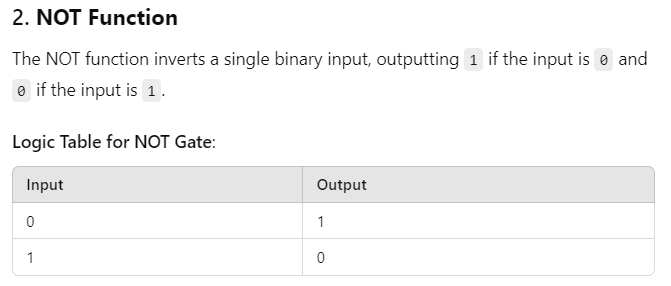 2. NOT Function
The NOT function inverts a single binary input, outputting 1 if the input is 0 and
0 if the input is 1.
Logic Table for NOT Gate:
Input Output
0 1
1 0